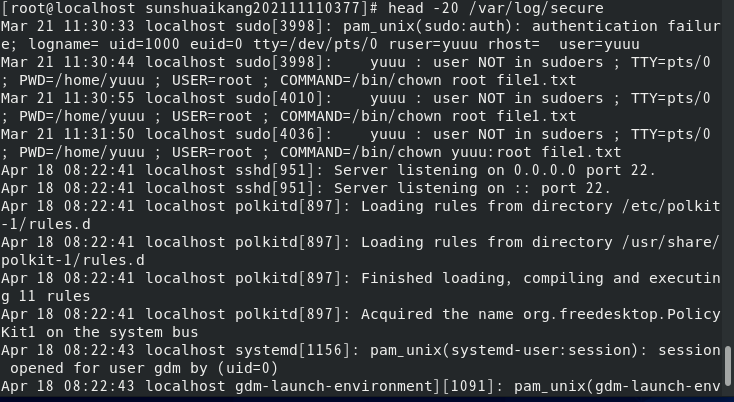 [root@localhost sunshuaikang202111110377]# head -20 /var/log/secure
Mar 21 11:30:33 localhost sudo[3998]: pam_unix(sudo:auth): authentication failur
e; logname= uid=1000 euid=0 tty=/dev/pts/0 ruser=yuuu rhost=  user=yuuu
Mar 21 11:30:44 localhost sudo[3998]:    yuuu : user NOT in sudoers ; TTY=pts/0
; PWD=/home/yuuu ; USER=root ; COMMAND=/bin/chown root file1.txt
Mar 21 11:30:55 localhost sudo[4010]:    yuuu : user NOT in sudoers ; TTY=pts/0
; PWD=/home/yuuu ; USER=root ; COMMAND=/bin/chown root file1.txt
Mar 21 11:31:50 localhost sudo[4036]:    yuuu : user NOT in sudoers ; TTY=pts/0
; PWD=/home/yuuu ; USER=root ; COMMAND=/bin/chown yuuu:root file1.txt
Apr 18 08:22:41 localhost sshd[951]: Server listening on 0.0.0.0 port 22.
Apr 18 08:22:41 localhost sshd[951]: Server listening on :: port 22.
Apr 18 08:22:41 localhost polkitd[897]: Loading rules from directory /etc/polkit
-1/rules.d
Apr 18 08:22:41 localhost polkitd[897]: Loading rules from directory /usr/share/
polkit-1/rules.d
Apr 18 08:22:41 localhost polkitd[897]: Finished loading, compiling and executin
g 11 rules
Apr 18 08:22:41 localhost polkitd[897]: Acquired the name org.freedesktop.Policy
Kit1 on the system bus
Apr 18 08:22:43 localhost systemd[1156]: pam_unix(systemd-user:session): session
 opened for user gdm by (uid=0)
Apr 18 08:22:43 localhost gdm-launch-environment][1091]: pam_unix(gdm-launch-env